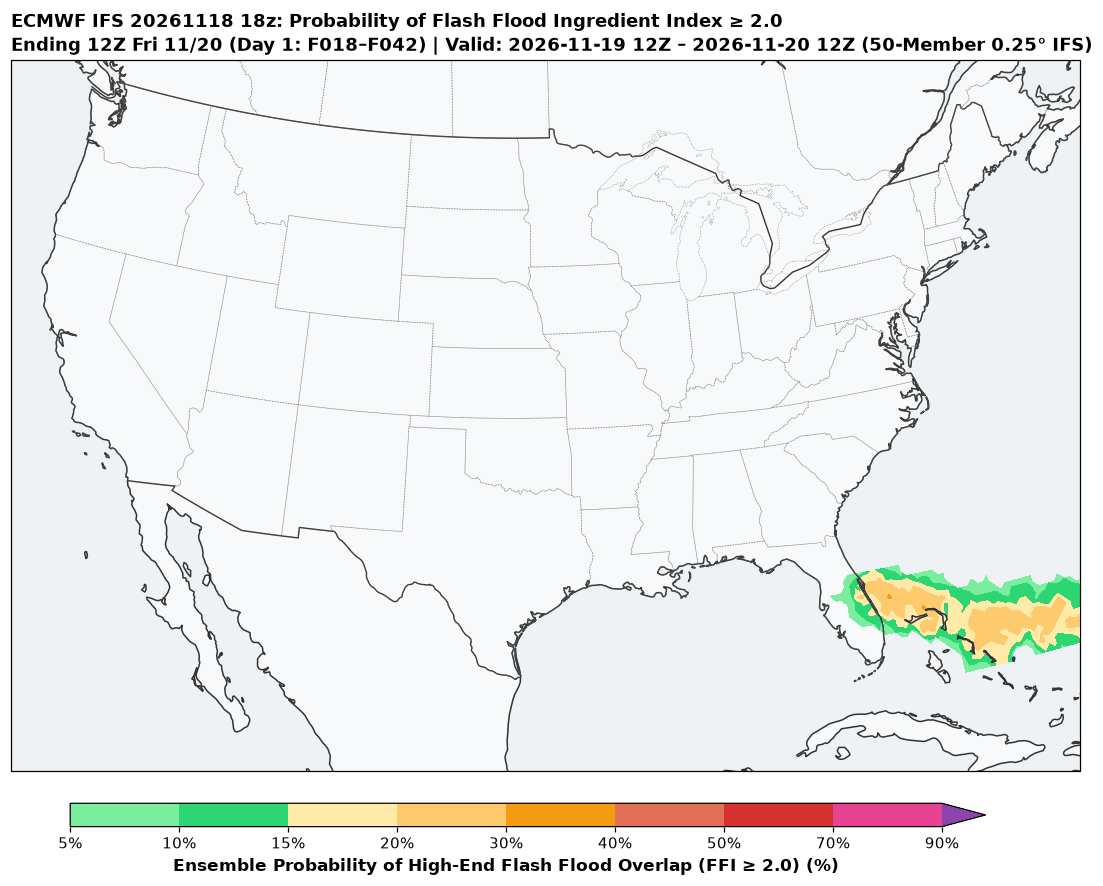 ECMWF IFS 20261118 18z: Probability of Flash Flood Ingredient Index ≥ 2.0
Ending 12Z Fri 11/20 (Day 1: F018–F042) | Valid: 2026-11-19 12Z – 2026-11-20 12Z (50-Member 0.25° IFS)
5% 10% 15% 20% 30% 40% 50% 70% 90%
Ensemble Probability of High-End Flash Flood Overlap (FFI ≥ 2.0) (%)